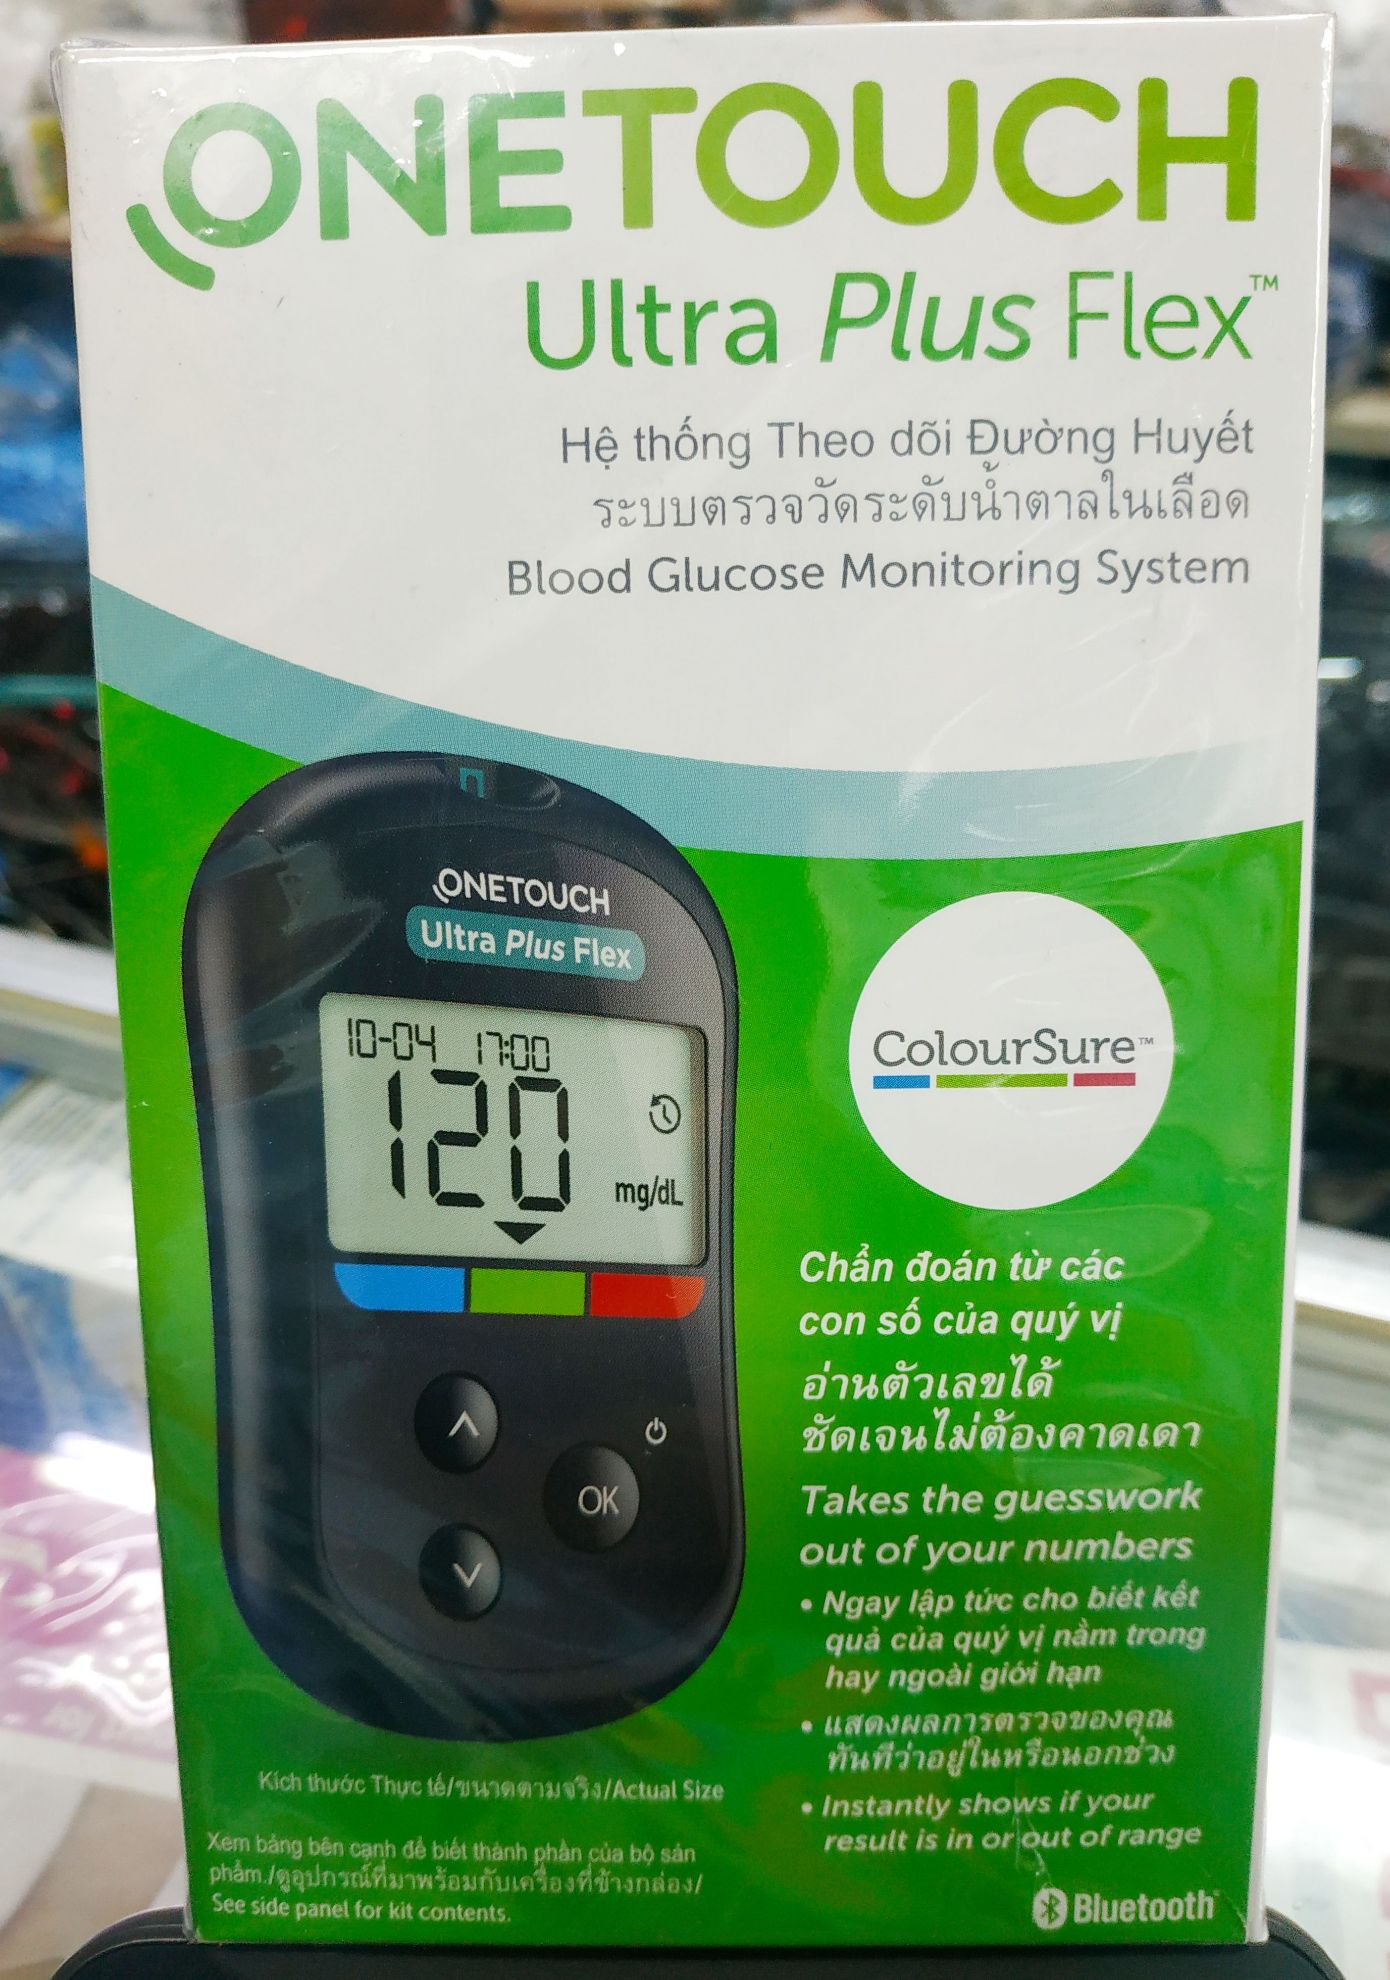 ONETOUCH
Ultra Plus Flex™
Hệ thống Theo dõi Đường Huyết
ระบบตรวจวัดระดับน้ำตาลในเลือด
Blood Glucose Monitoring System
ONETOUCH
Ultra Plus Flex
10-04 17:00
120
mg/dL
OK
ColourSure™
Chẩn đoán từ các
con số của quý vị
อ่านตัวเลขได้
ชัดเจนไม่ต้องคาดเดา
Takes the guesswork
out of your numbers
• Ngay lập tức cho biết kết
quả của quý vị nằm trong
hay ngoài giới hạn
• แสดงผลการตรวจของคุณ
ทันทีว่าอยู่ในหรือนอกช่วง
• Instantly shows if your
result is in or out of range
Kích thước Thực tế/ขนาดตามจริง/Actual Size
Xem bảng bên cạnh để biết thành phần của bộ sản
phẩm./ดูอุปกรณ์ที่มาพร้อมกับเครื่องที่ข้างกล่อง/
See side panel for kit contents.
Bluetooth